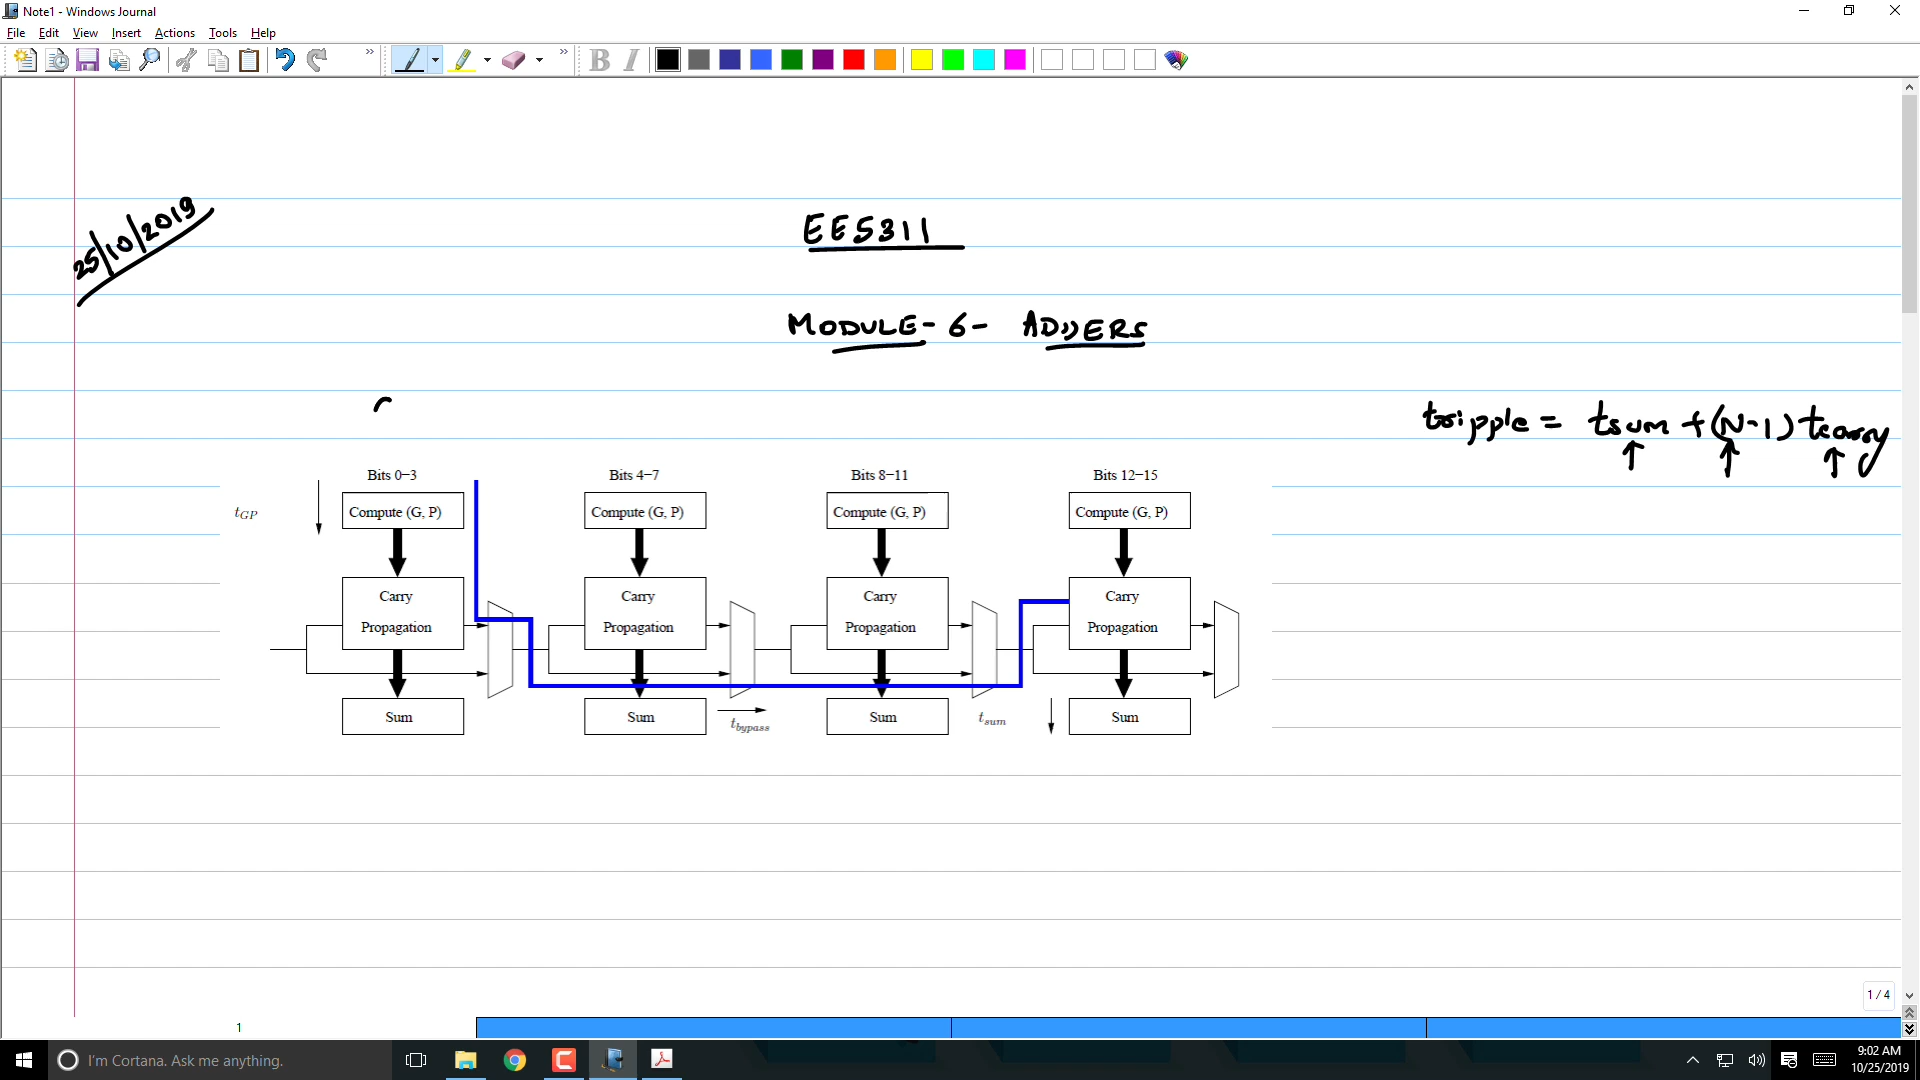 Note1 - Windows Journal
File Edit View Insert Actions Tools Help
25/10/2019
EE5311
MODULE-6- ADDERS
tripple = tsum + (N-1) tcarry
Bits 0−3 Bits 4−7 Bits 8−11 Bits 12−15
tGP Compute (G, P) Compute (G, P) Compute (G, P) Compute (G, P)
Carry Carry Carry Carry
Propagation Propagation Propagation Propagation
Sum Sum tbypass Sum tsum Sum
1 / 4
1
I'm Cortana. Ask me anything.
9:02 AM
10/25/2019